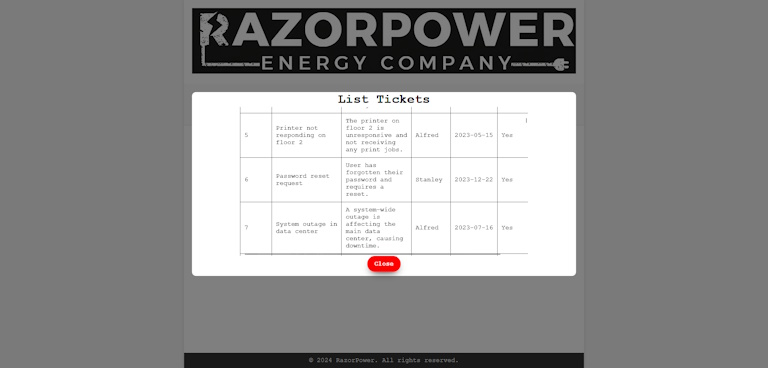 RAZORPOWER
ENERGY COMPANY
List Tickets
5
Printer not
responding on
floor 2
The printer on
floor 2 is
unresponsive and
not receiving
any print jobs.
Alfred
2023-05-15
Yes
6
Password reset
request
User has
forgotten their
password and
requires a
reset.
Stanley
2023-12-22
Yes
7
System outage in
data center
A system-wide
outage is
affecting the
main data
center, causing
downtime.
Alfred
2023-07-16
Yes
Close
© 2024 RazorPower. All rights reserved.